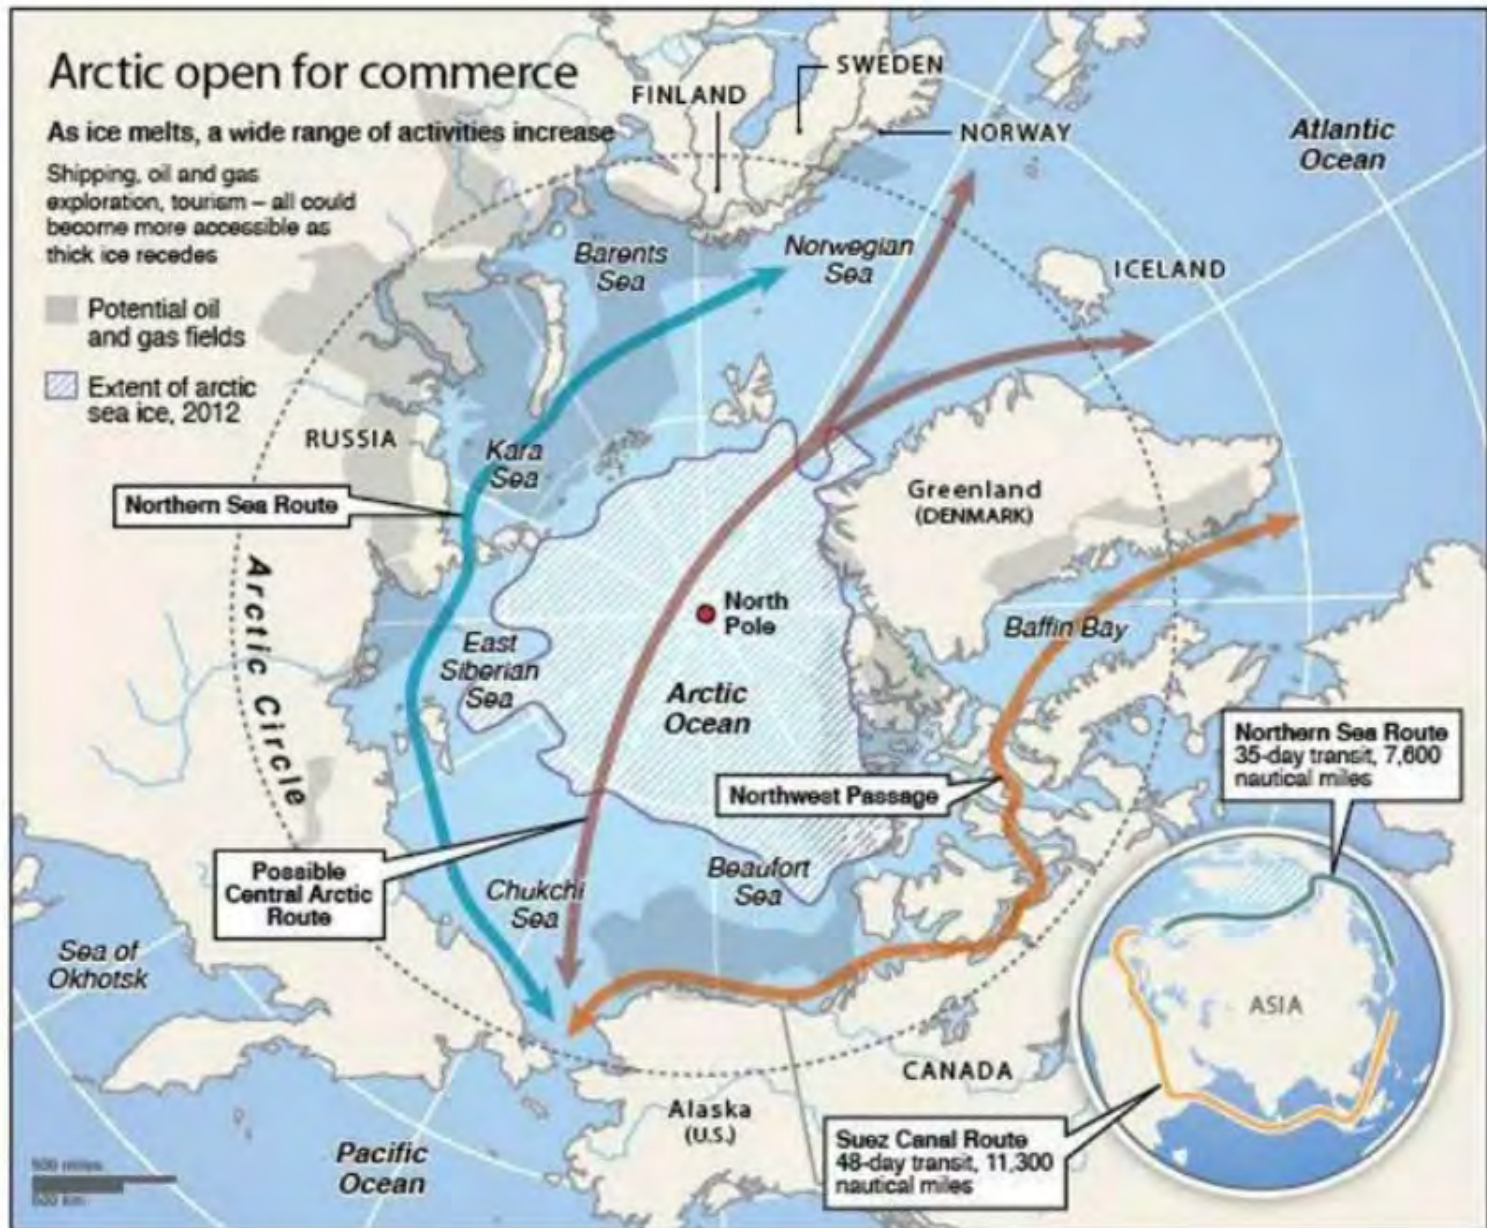 Arctic open for commerce
As ice melts, a wide range of activities increase
Shipping, oil and gas
exploration, tourism – all could
become more accessible as
thick ice recedes
Potential oil
and gas fields
Extent of arctic
sea ice, 2012
FINLAND
SWEDEN
NORWAY
Atlantic
Ocean
Barents
Sea
Norwegian
Sea
ICELAND
RUSSIA
Kara
Sea
Northern Sea Route
Greenland
(DENMARK)
Arctic Circle
North
Pole
East
Siberian
Sea
Baffin Bay
Arctic
Ocean
Northwest Passage
Northern Sea Route
35-day transit, 7,600
nautical miles
Possible
Central Arctic
Route
Chukchi
Sea
Beaufort
Sea
Sea of
Okhotsk
ASIA
CANADA
Alaska
(U.S.)
Suez Canal Route
48-day transit, 11,300
nautical miles
Pacific
Ocean
500 miles
500 km